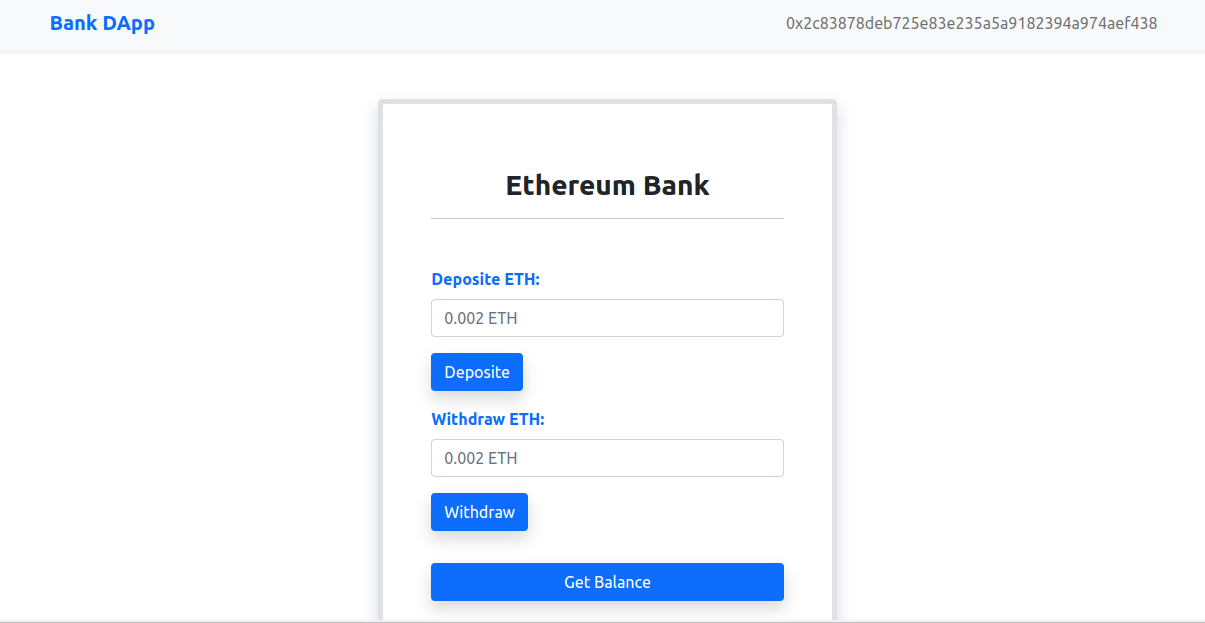 Bank DApp
0x2c83878deb725e83e235a5a9182394a974aef438
Ethereum Bank
Deposite ETH:
0.002 ETH
Deposite
Withdraw ETH:
0.002 ETH
Withdraw
Get Balance